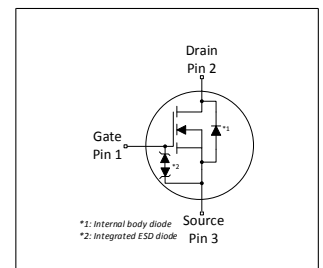 Drain
Pin 2
*1
Gate
Pin 1
*2
Source
Pin 3
*1: Internal body diode
*2: Integrated ESD diode